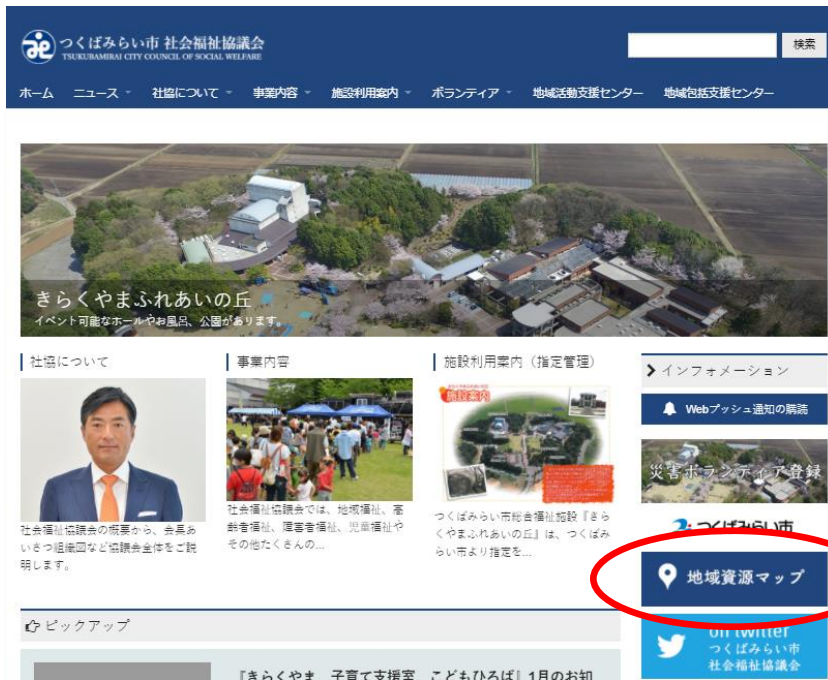 つくばみらい市 社会福祉協議会
TSUKUBAMIRAI CITY COUNCIL OF SOCIAL WELFARE
検索
ホーム ニュース 社協について 事業内容 施設利用案内 ボランティア 地域活動支援センター 地域包括支援センター
きらくやまふれあいの丘
イベント可能なホールやお風呂、公園があります。
社協について
社会福祉協議会の概要から、会長あ
いさつ組織図など協議会全体をご説
明します。
事業内容
社会福祉協議会では、地域福祉、高
齢者福祉、障害者福祉、児童福祉や
その他たくさんの...
施設利用案内（指定管理）
施設案内
つくばみらい市総合福祉施設『きら
くやまふれあいの丘』は、つくばみ
らい市より指定を...
インフォメーション
Webプッシュ通知の購読
災害ボランティア登録
つくばみらい市
地域資源マップ
on twitter
つくばみらい市
社会福祉協議会
ピックアップ
『きらくやま 子育て支援室 こどもひろば』1月のお知